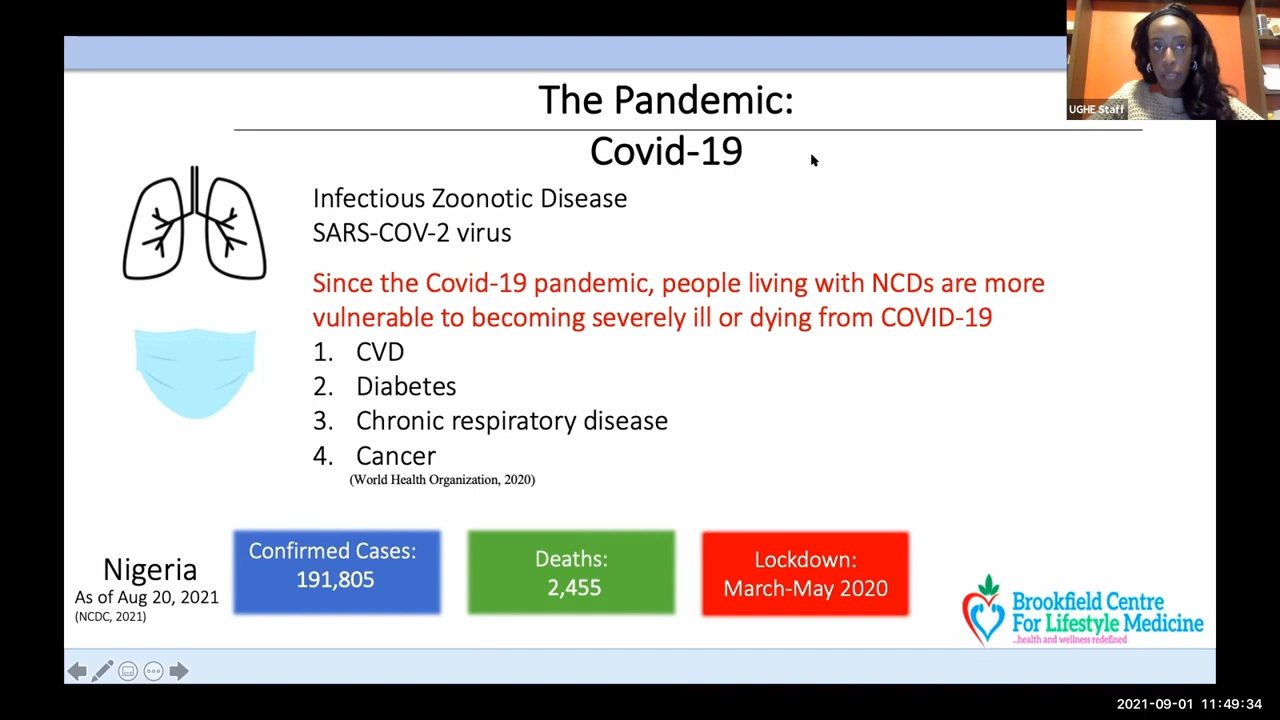 UGHE Staff
The Pandemic:
Covid-19
Infectious Zoonotic Disease
SARS-COV-2 virus
Since the Covid-19 pandemic, people living with NCDs are more
vulnerable to becoming severely ill or dying from COVID-19
1. CVD
2. Diabetes
3. Chronic respiratory disease
4. Cancer
(World Health Organization, 2020)
Nigeria
As of Aug 20, 2021
(NCDC, 2021)
Confirmed Cases:
191,805
Deaths:
2,455
Lockdown:
March-May 2020
Brookfield Centre
For Lifestyle Medicine
...health and wellness redefined
2021-09-01 11:49:34